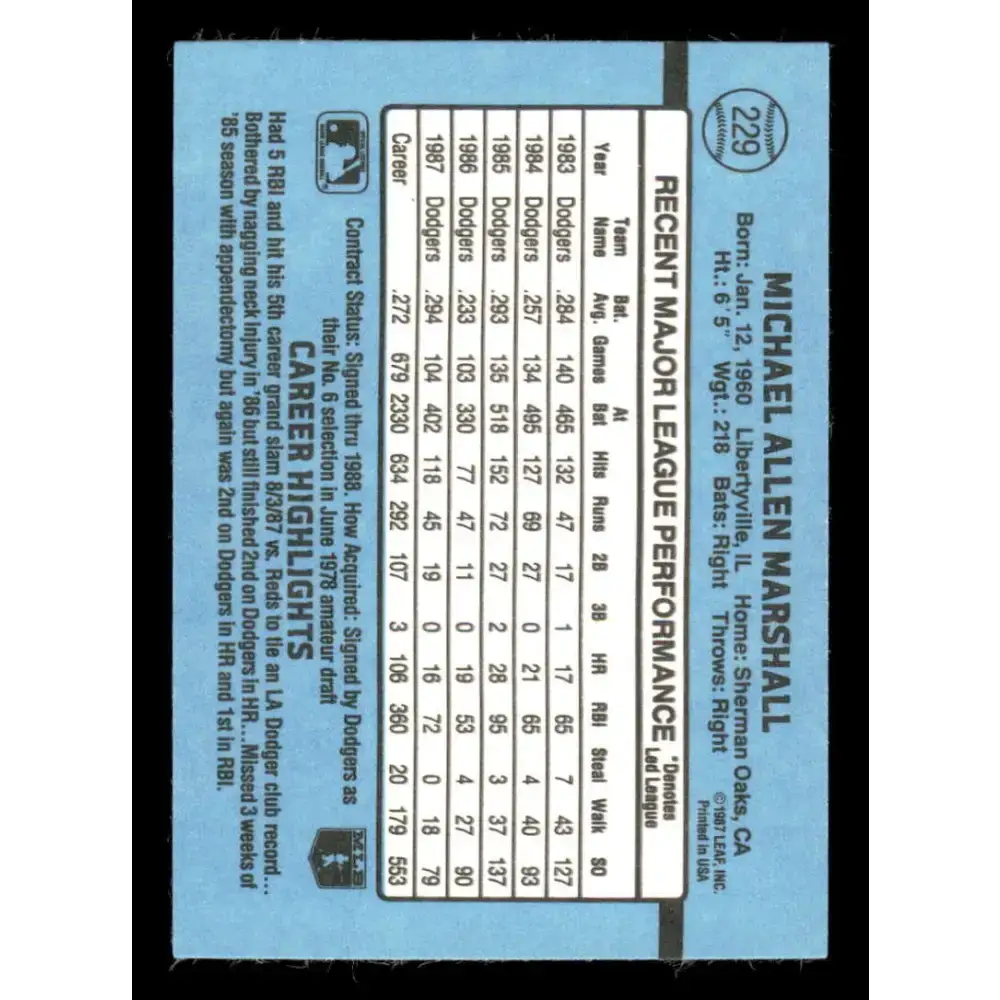 229
MICHAEL ALLEN MARSHALL
Born: Jan. 12, 1960 Libertyville, IL Home: Sherman Oaks, CA
Ht.: 6'5" Wgt.: 218 Bats: Right Throws: Right
©1987 LEAF, INC.
Printed in USA
RECENT MAJOR LEAGUE PERFORMANCE *Denotes Led League
Year Team Name Bat. Avg. Games At Bat Hits Runs 2B 3B HR RBI Steal Walk SO
1983 Dodgers .284 140 465 132 47 17 1 17 65 7 43 127
1984 Dodgers .257 134 495 127 69 27 0 21 65 4 40 93
1985 Dodgers .293 135 518 152 72 27 2 28 95 3 37 137
1986 Dodgers .233 103 330 77 47 11 0 19 53 4 27 90
1987 Dodgers .294 104 402 118 45 19 0 16 72 0 18 79
Career .272 679 2330 634 292 107 3 106 360 20 179 553
Contract Status: Signed thru 1988. How Acquired: Signed by Dodgers as
their No. 6 selection in June 1978 amateur draft
MLB
CAREER HIGHLIGHTS
Had 5 RBI and hit his 5th career grand slam 8/3/87 vs. Reds to tie an LA Dodger club record...
Bothered by nagging neck injury in '86 but still finished 2nd on Dodgers in HR...Missed 3 weeks of
'85 season with appendectomy but again was 2nd on Dodgers in HR and 1st in RBI.